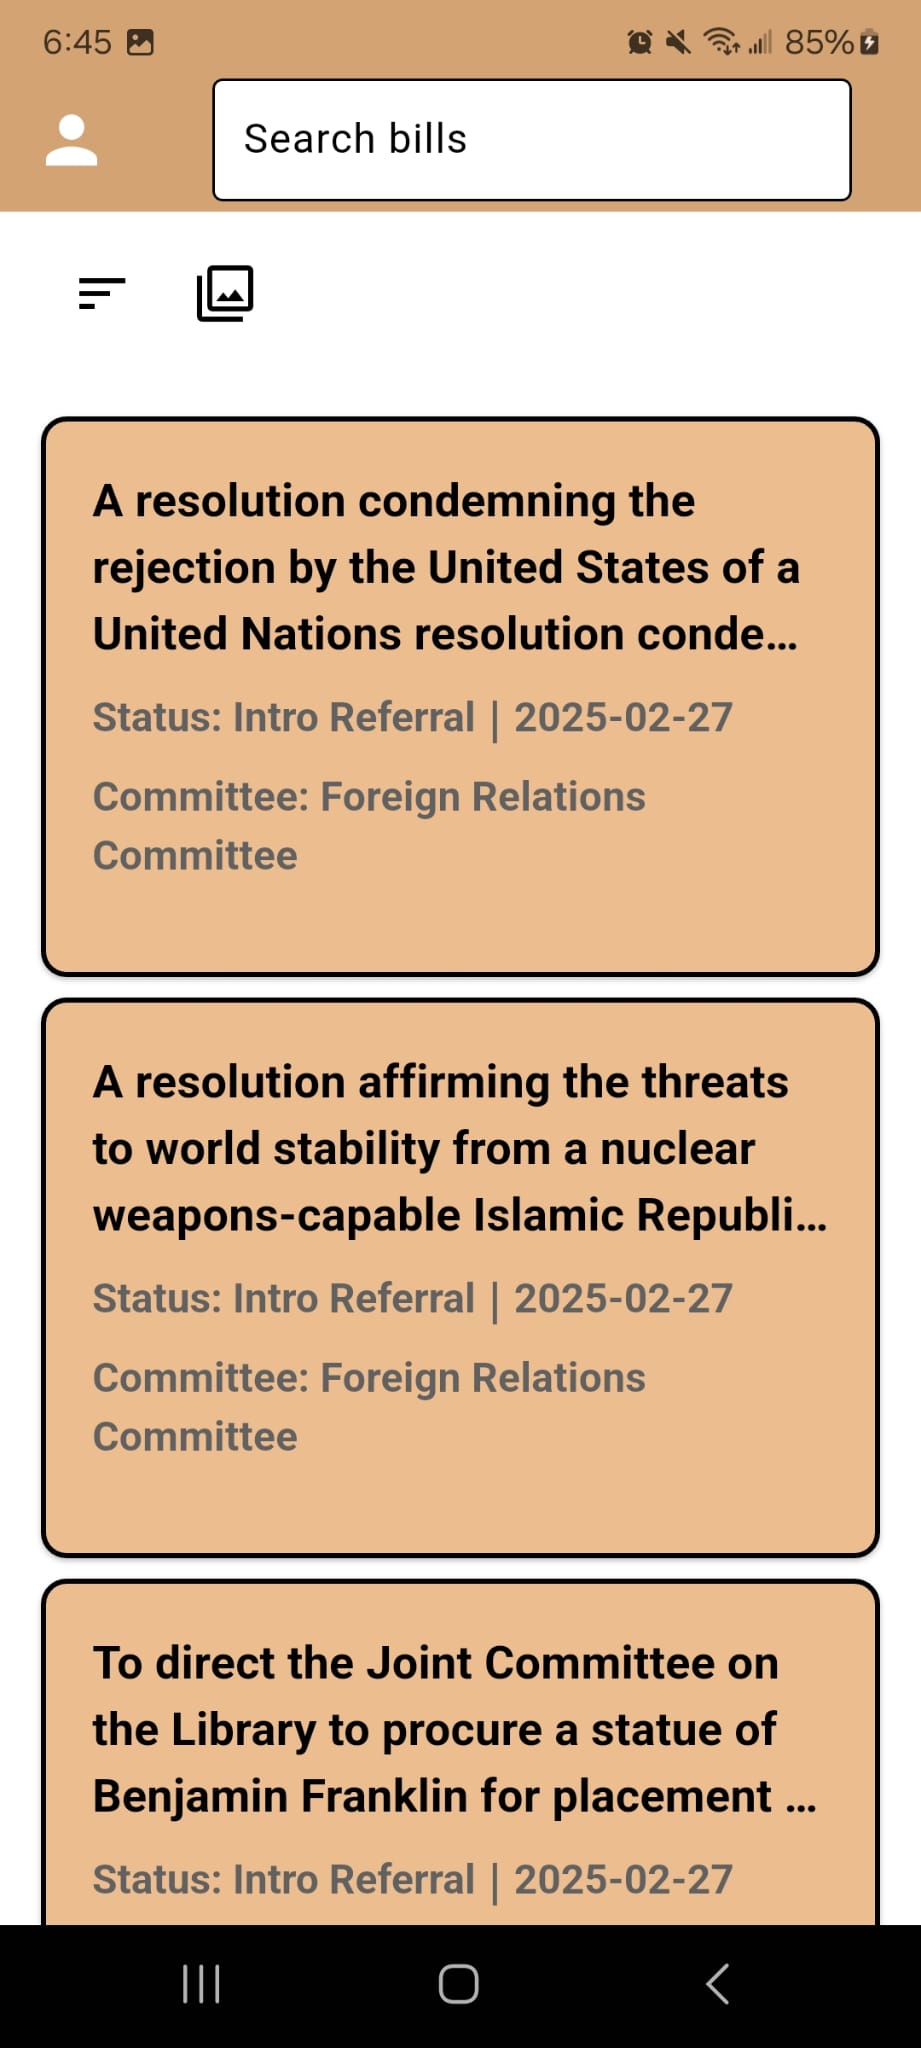 6:45
85%
Search bills
A resolution condemning the
rejection by the United States of a
United Nations resolution conde...
Status: Intro Referral | 2025-02-27
Committee: Foreign Relations
Committee
A resolution affirming the threats
to world stability from a nuclear
weapons-capable Islamic Republi...
Status: Intro Referral | 2025-02-27
Committee: Foreign Relations
Committee
To direct the Joint Committee on
the Library to procure a statue of
Benjamin Franklin for placement ...
Status: Intro Referral | 2025-02-27